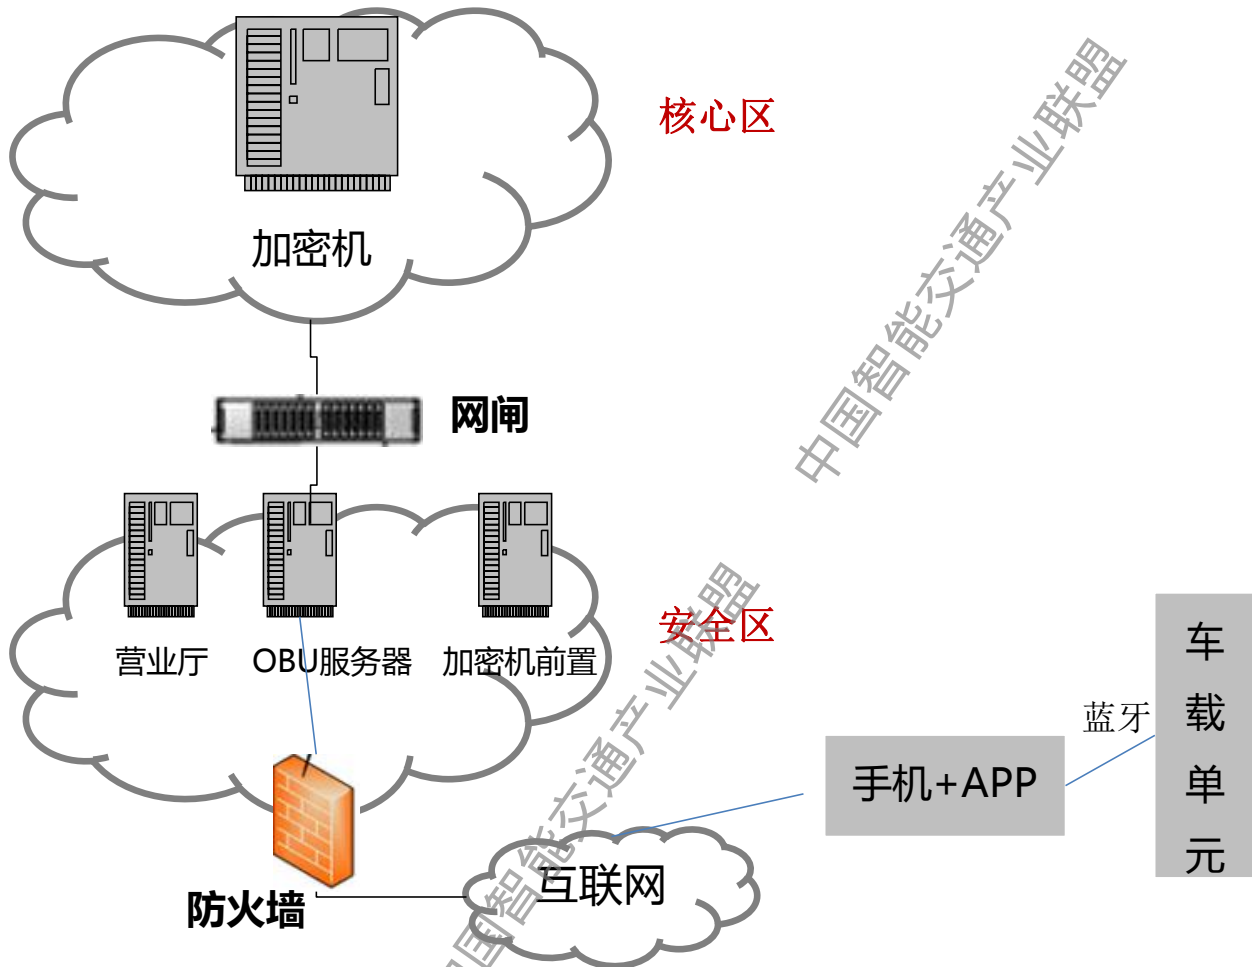 核心区
加密机
网闸
营业厅
OBU服务器
加密机前置
安全区
车载单元
蓝牙
手机+APP
互联网
防火墙
中国智能交通产业联盟
中国智能交通产业联盟